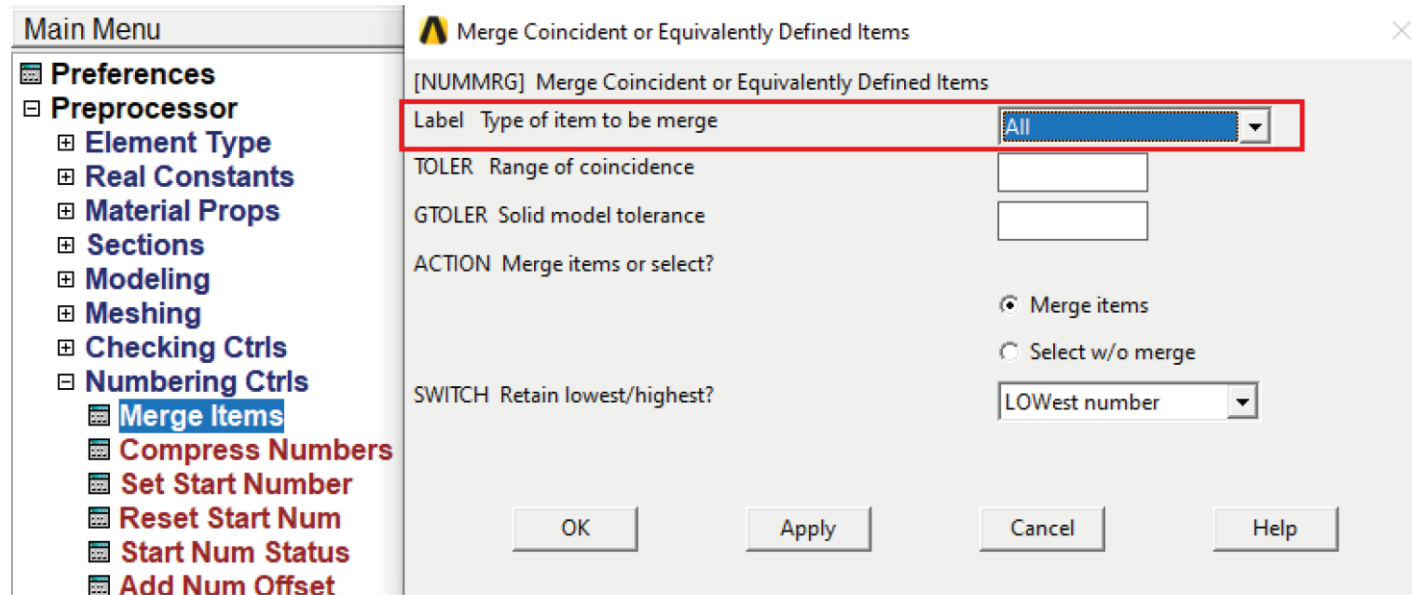 Main Menu
Preferences
Preprocessor
Element Type
Real Constants
Material Props
Sections
Modeling
Meshing
Checking Ctrls
Numbering Ctrls
Merge Items
Compress Numbers
Set Start Number
Reset Start Num
Start Num Status
Add Num Offset
Merge Coincident or Equivalently Defined Items
[NUMMRG] Merge Coincident or Equivalently Defined Items
Label Type of item to be merge All
TOLER Range of coincidence
GTOLER Solid model tolerance
ACTION Merge items or select?
Merge items
Select w/o merge
SWITCH Retain lowest/highest? LOWest number
OK Apply Cancel Help